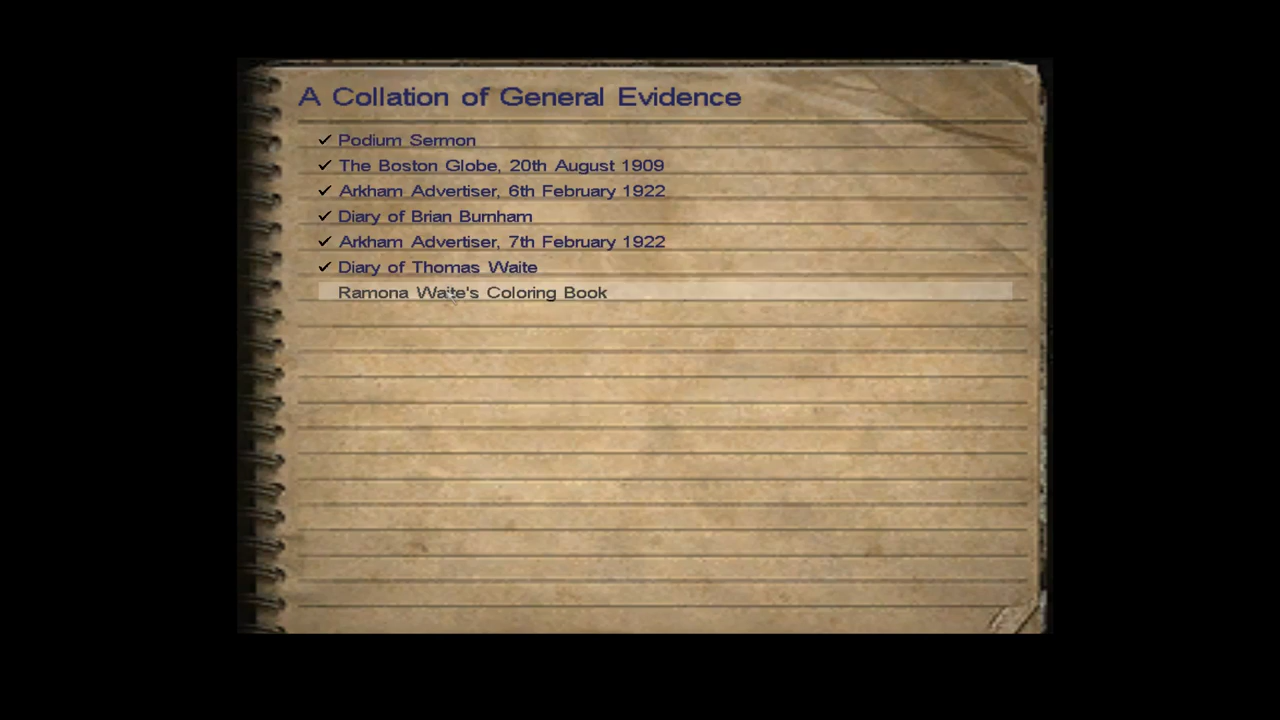 A Collation of General Evidence
✓ Podium Sermon
✓ The Boston Globe, 20th August 1909
✓ Arkham Advertiser, 6th February 1922
✓ Diary of Brian Burnham
✓ Arkham Advertiser, 7th February 1922
✓ Diary of Thomas Waite
Ramona Waite's Coloring Book